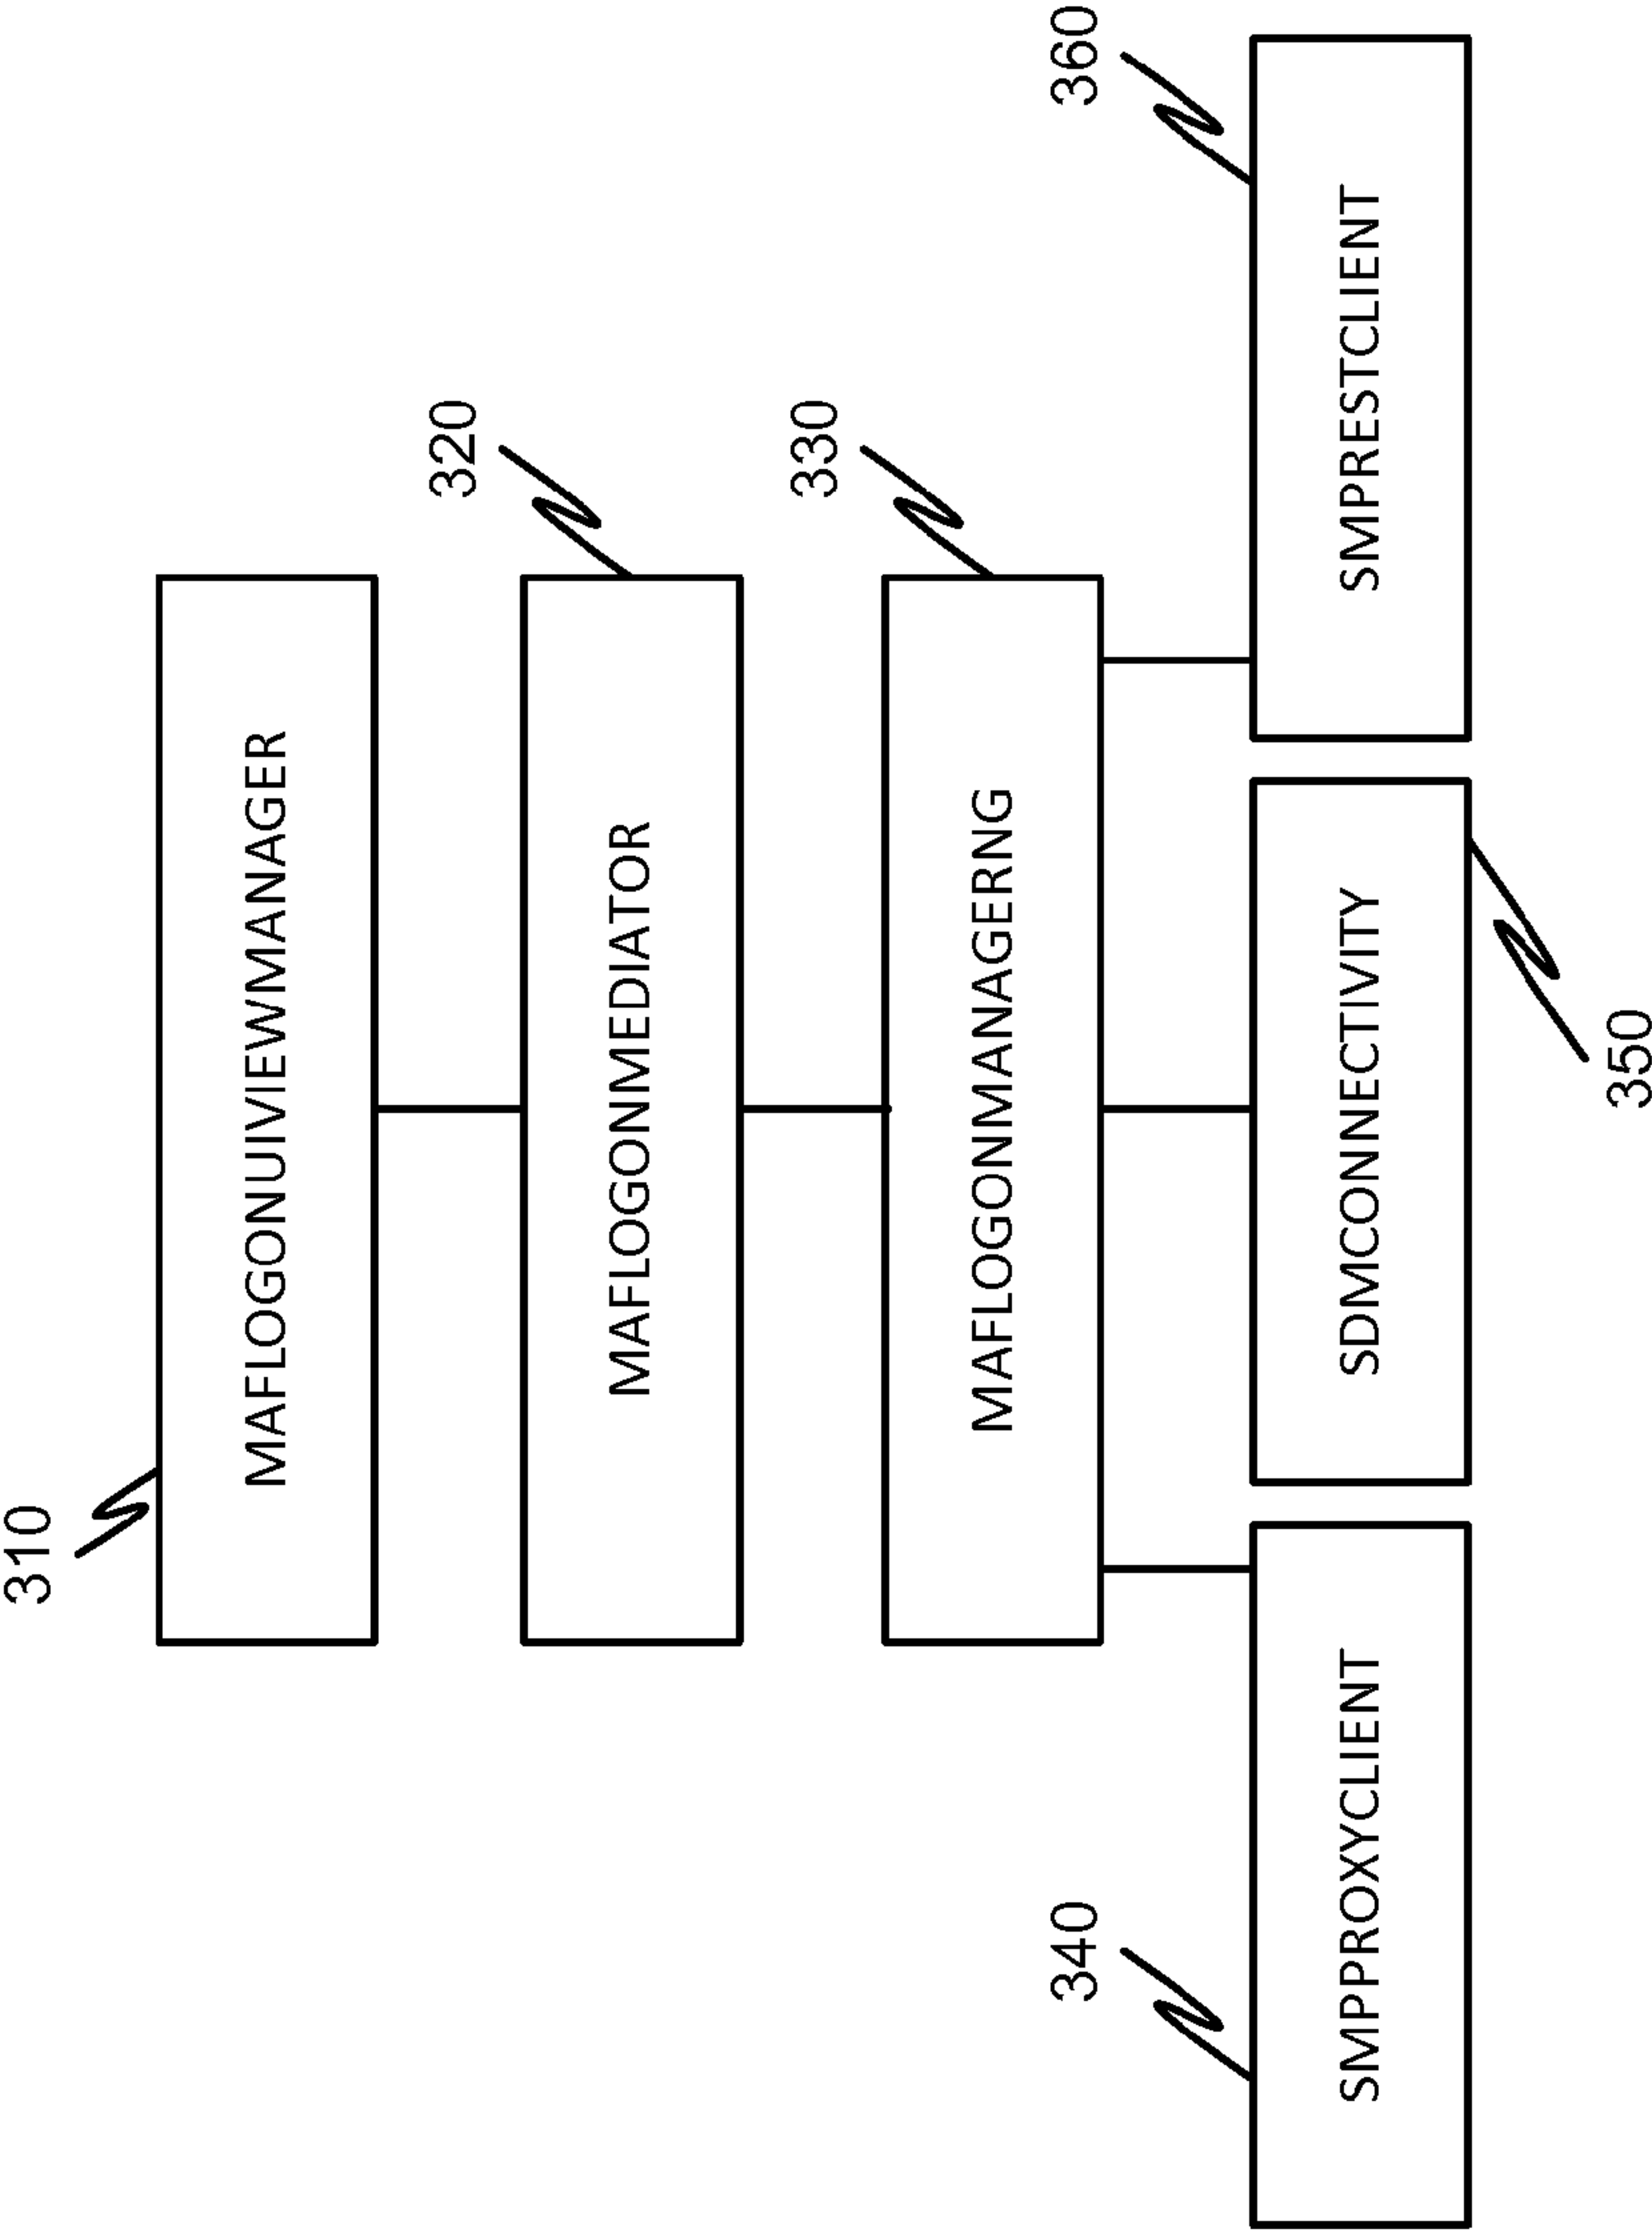 310
MAFLOGONUIVIEWMANAGER
320
MAFLOGONMEDIATOR
330
MAFLOGONMANAGERNG
340
360
SMPPROXYCLIENT
SDMCONNECTIVITY
SMPRESTCLIENT
350